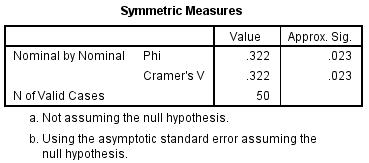 Symmetric Measures
Value Approx. Sig.
Nominal by Nominal Phi .322 .023
Cramer's V .322 .023
N of Valid Cases 50
a. Not assuming the null hypothesis.
b. Using the asymptotic standard error assuming the
null hypothesis.